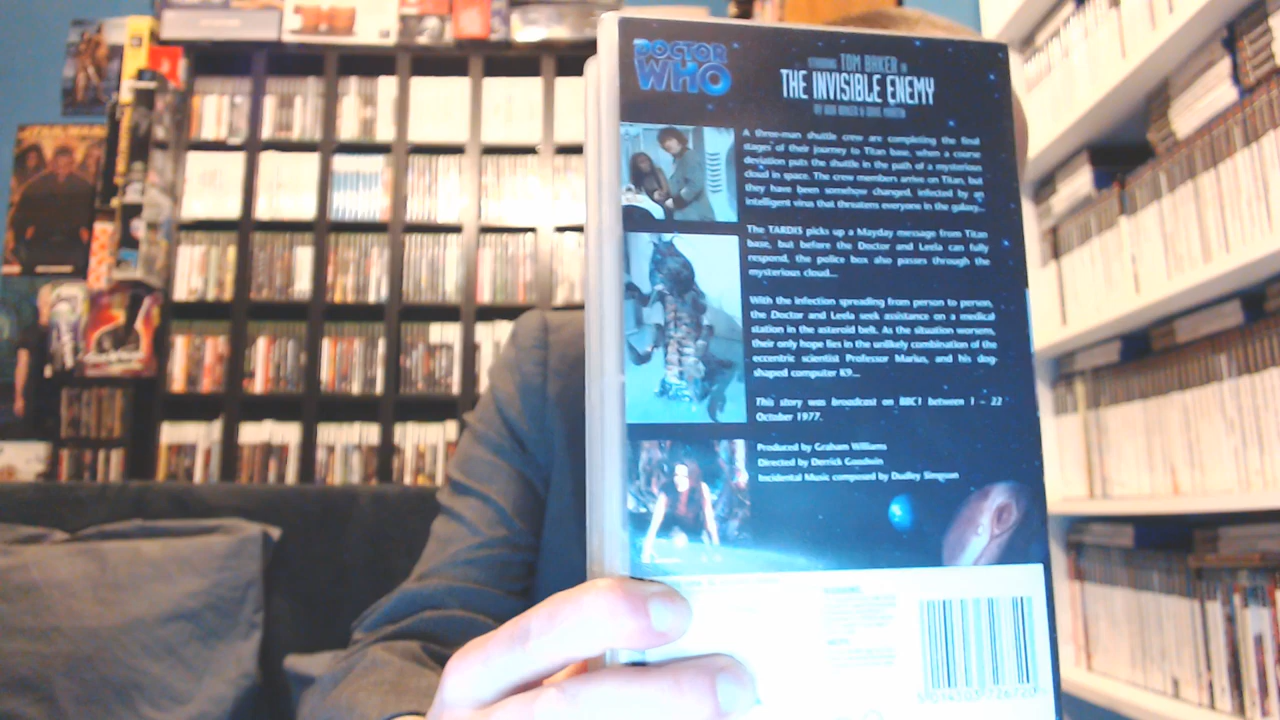 DOCTOR
WHO
STARRING TOM BAKER IN
THE INVISIBLE ENEMY
BY BOB BAKER & DAVE MARTIN
A three-man shuttle crew are completing the final
stages of their journey to Titan base, when a course
deviation puts the shuttle in the path of a mysterious
cloud in space. The crew members arrive on Titan, but
they have been somehow changed, infected by an
intelligent virus that threatens everyone in the galaxy...
The TARDIS picks up a Mayday message from Titan
base, but before the Doctor and Leela can fully
respond, the police box also passes through the
mysterious cloud...
With the infection spreading from person to person,
the Doctor and Leela seek assistance on a medical
station in the asteroid belt. As the situation worsens,
their only hope lies in the unlikely combination of the
eccentric scientist Professor Marius, and his dog-
shaped computer K9...
This story was broadcast on BBC1 between 1 – 22
October 1977.
Produced by Graham Williams
Directed by Derrick Goodwin
Incidental Music composed by Dudley Simpson
5 014503 726720
STAR WARS